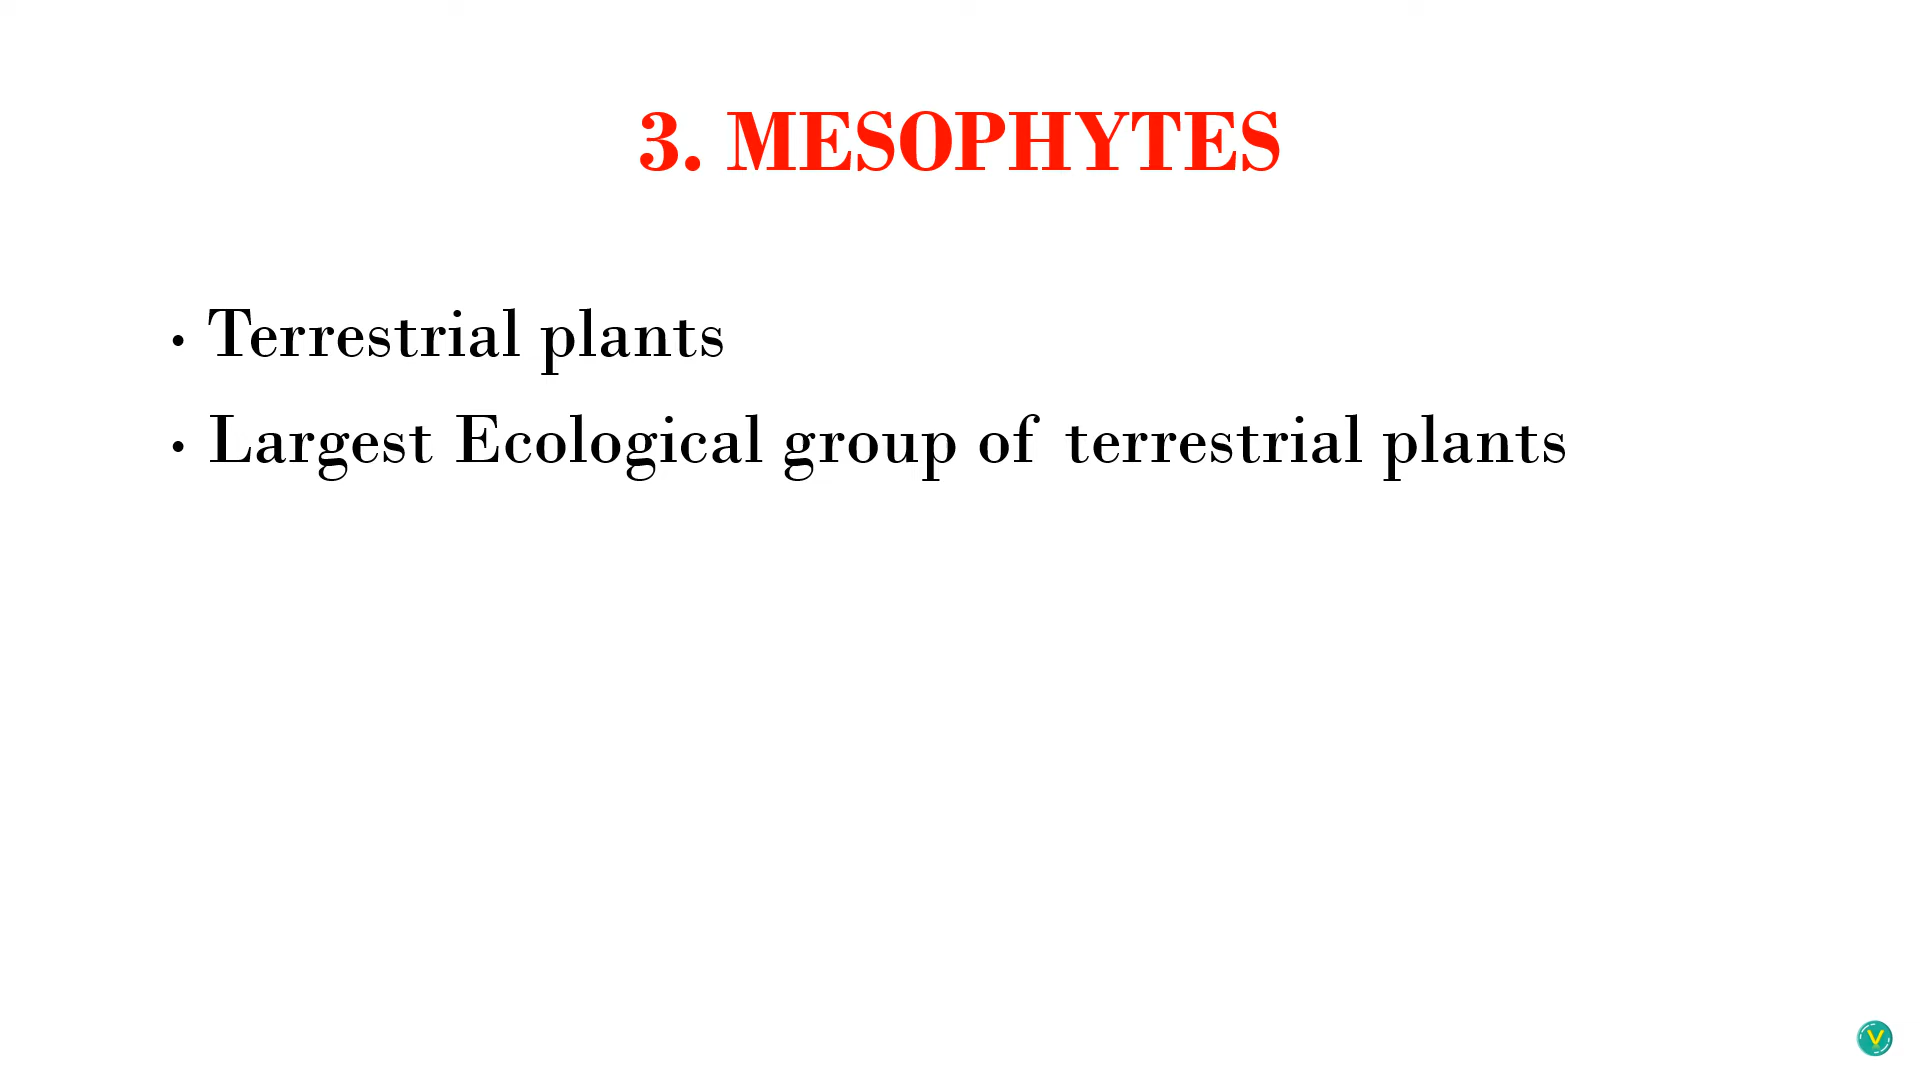 3. MESOPHYTES
• Terrestrial plants
• Largest Ecological group of terrestrial plants
V